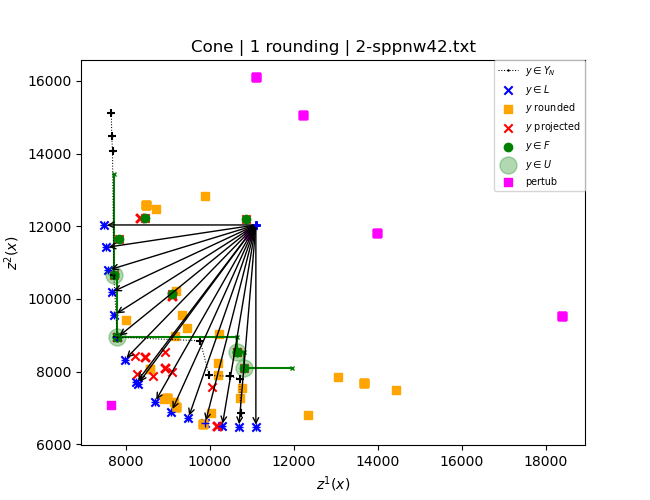 Cone | 1 rounding | 2-sppnw42.txt
z²(x)
16000
14000
12000
10000
8000
6000
8000
10000
12000
14000
16000
18000
z¹(x)
y ∈ Y_N
y ∈ L
y rounded
y projected
y ∈ F
y ∈ U
pertub